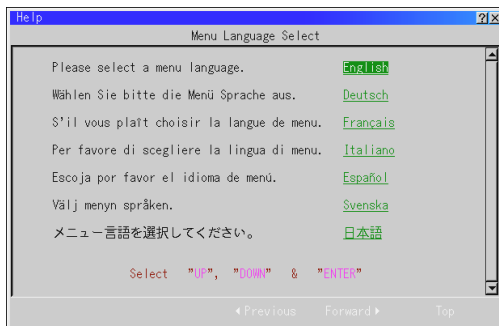 Help
Menu Language Select
Please select a menu language. English
Wählen Sie bitte die Menü Sprache aus. Deutsch
S'il vous plaît choisir la langue de menu. Français
Per favore di scegliere la lingua di menu. Italiano
Escoja por favor el idioma de menú. Español
Välj menyn språken. Svenska
メニュー言語を選択してください。 日本語
Select "UP", "DOWN" & "ENTER"
◀Previous Forward▶ Top